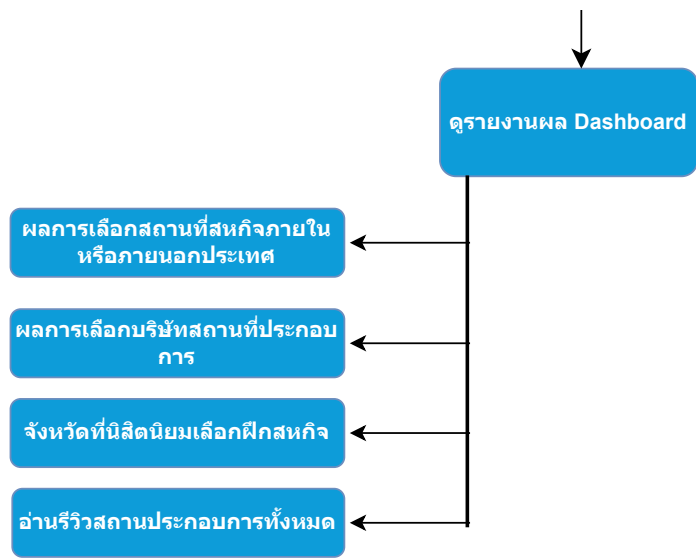 ดูรายงานผล Dashboard
ผลการเลือกสถานที่สหกิจภายใน
หรือภายนอกประเทศ
ผลการเลือกบริษัทสถานที่ประกอบ
การ
จังหวัดที่นิสิตนิยมเลือกฝึกสหกิจ
อ่านรีวิวสถานประกอบการทั้งหมด